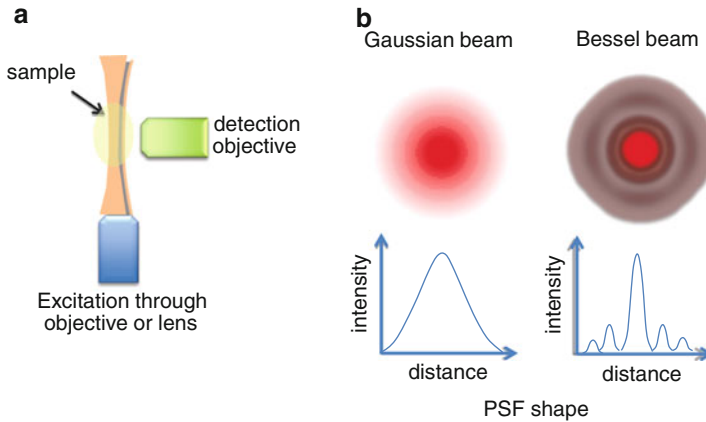 a
sample
detection
objective
Excitation through
objective or lens
b
Gaussian beam
Bessel beam
intensity
distance
intensity
distance
PSF shape